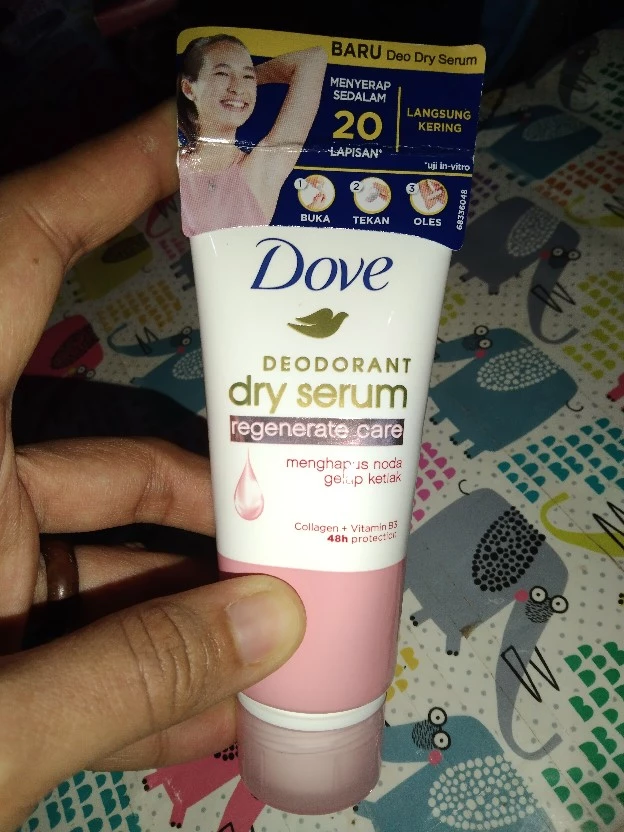 BARU Deo Dry Serum
MENYERAP
SEDALAM
20
LAPISAN*
LANGSUNG
KERING
*uji in-vitro
1 2 3
BUKA TEKAN OLES
68336048
Dove
DEODORANT
dry serum
regenerate care
menghapus noda
gelap ketiak
Collagen + Vitamin B3
48h protection